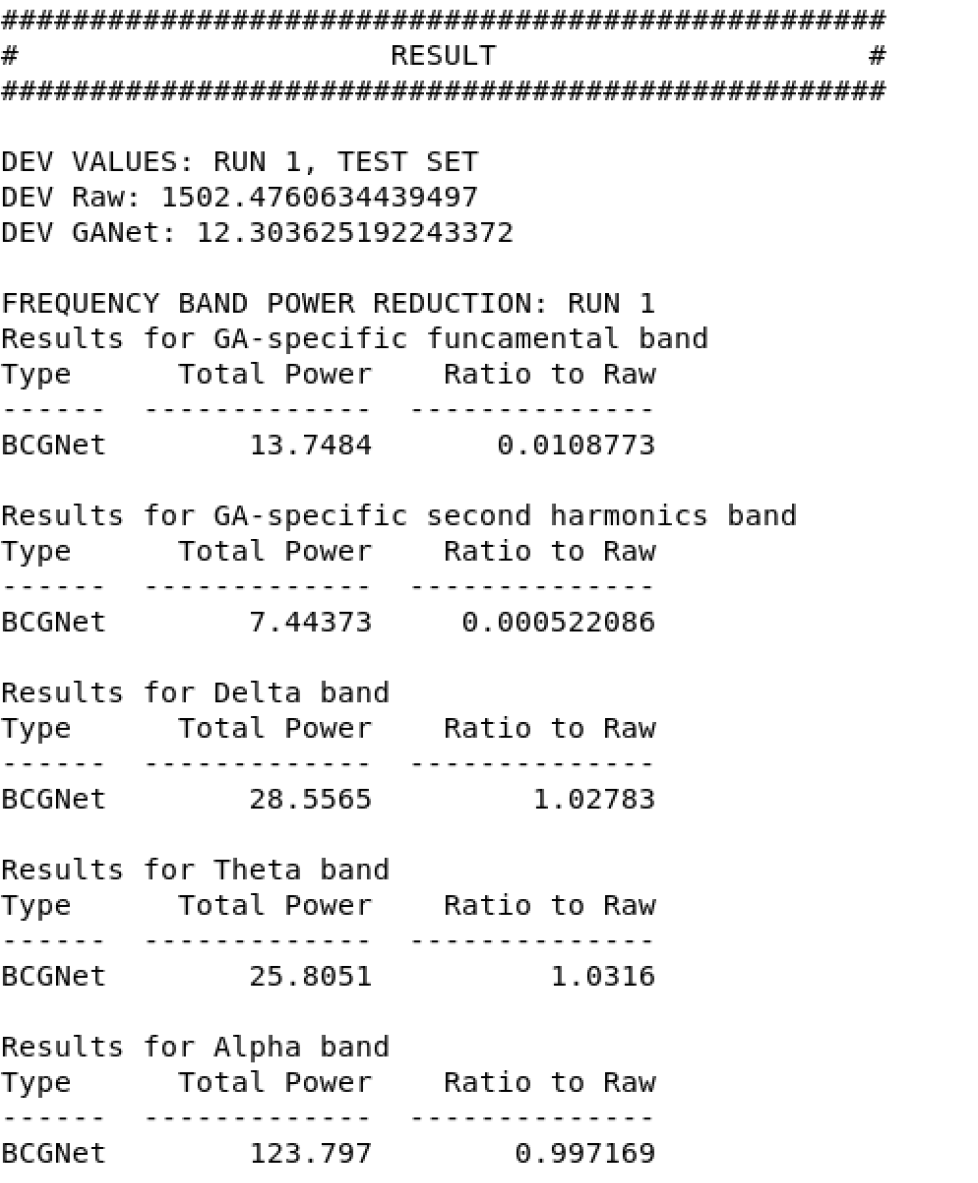 ##################################################
#                     RESULT                     #
##################################################
DEV VALUES: RUN 1, TEST SET
DEV Raw: 1502.4760634439497
DEV GANet: 12.303625192243372
FREQUENCY BAND POWER REDUCTION: RUN 1
Results for GA-specific funcamental band
Type      Total Power    Ratio to Raw
------  -------------  --------------
BCGNet        13.7484       0.0108773
Results for GA-specific second harmonics band
Type      Total Power    Ratio to Raw
------  -------------  --------------
BCGNet        7.44373     0.000522086
Results for Delta band
Type      Total Power    Ratio to Raw
------  -------------  --------------
BCGNet        28.5565         1.02783
Results for Theta band
Type      Total Power    Ratio to Raw
------  -------------  --------------
BCGNet        25.8051          1.0316
Results for Alpha band
Type      Total Power    Ratio to Raw
------  -------------  --------------
BCGNet        123.797        0.997169